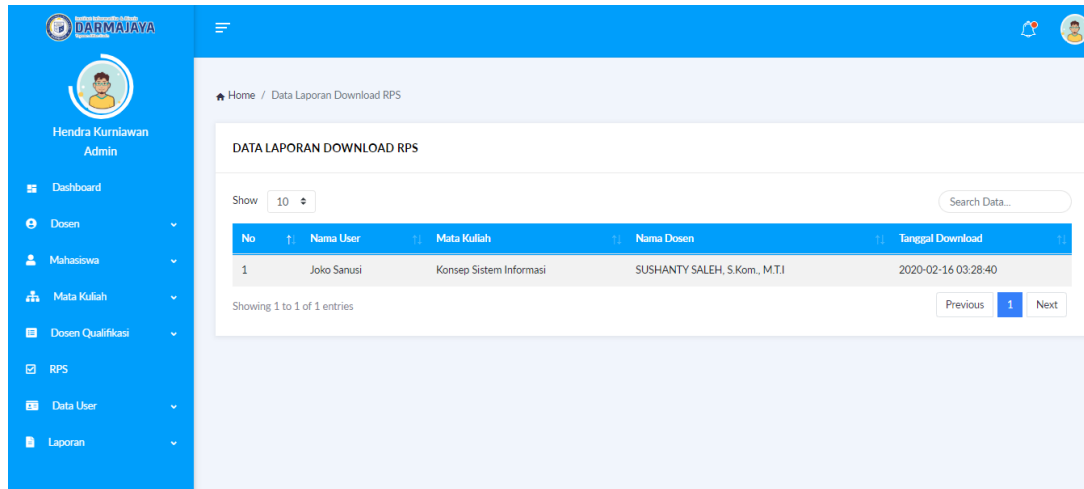 DARMAJAYA
Hendra Kurniawan
Admin
Dashboard
Dosen
Mahasiswa
Mata Kuliah
Dosen Qualifikasi
RPS
Data User
Laporan
Home / Data Laporan Download RPS
DATA LAPORAN DOWNLOAD RPS
Show 10 Search Data...
No Nama User Mata Kuliah Nama Dosen Tanggal Download
1 Joko Sanusi Konsep Sistem Informasi SUSHANTY SALEH, S.Kom., M.T.I 2020-02-16 03:28:40
Showing 1 to 1 of 1 entries Previous 1 Next